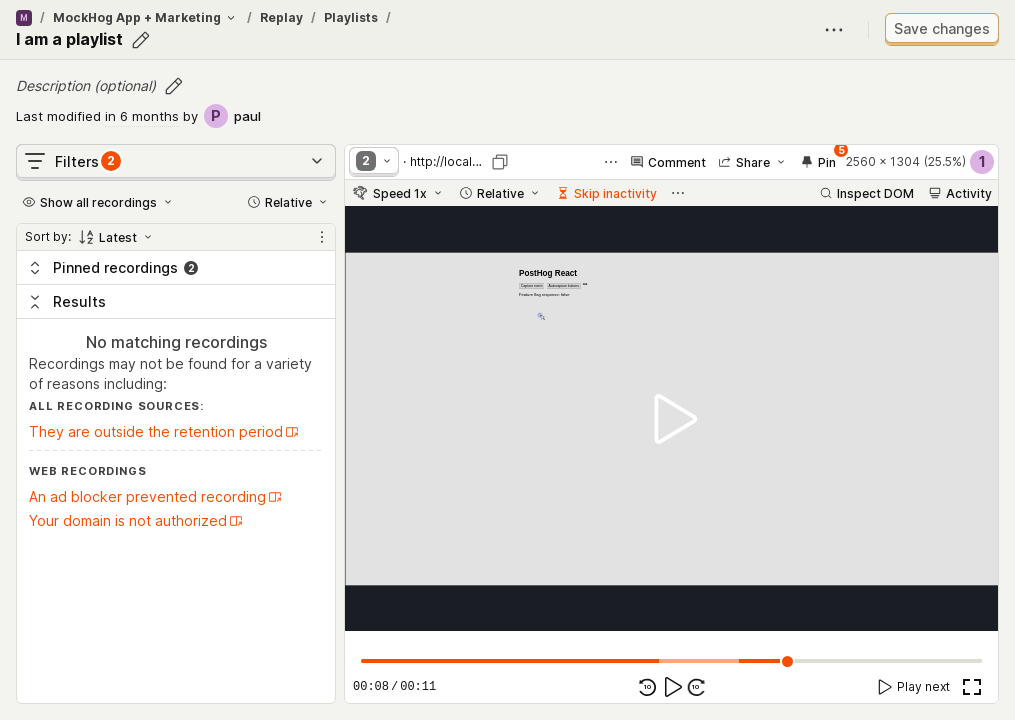 M / MockHog App + Marketing / Replay / Playlists /
I am a playlist
Save changes
Description (optional)
Last modified in 6 months by P paul
Filters 2
Show all recordings
Relative
Sort by: Latest
Pinned recordings 2
Results
No matching recordings
Recordings may not be found for a variety
of reasons including:
ALL RECORDING SOURCES:
They are outside the retention period
WEB RECORDINGS
An ad blocker prevented recording
Your domain is not authorized
2 · http://local... Comment Share Pin 5 2560 × 1304 (25.5%) 1
Speed 1x Relative Skip inactivity Inspect DOM Activity
PostHog React
Capture event Autocapture buttons
Feature flag response: false
00:08 / 00:11
10 10
Play next